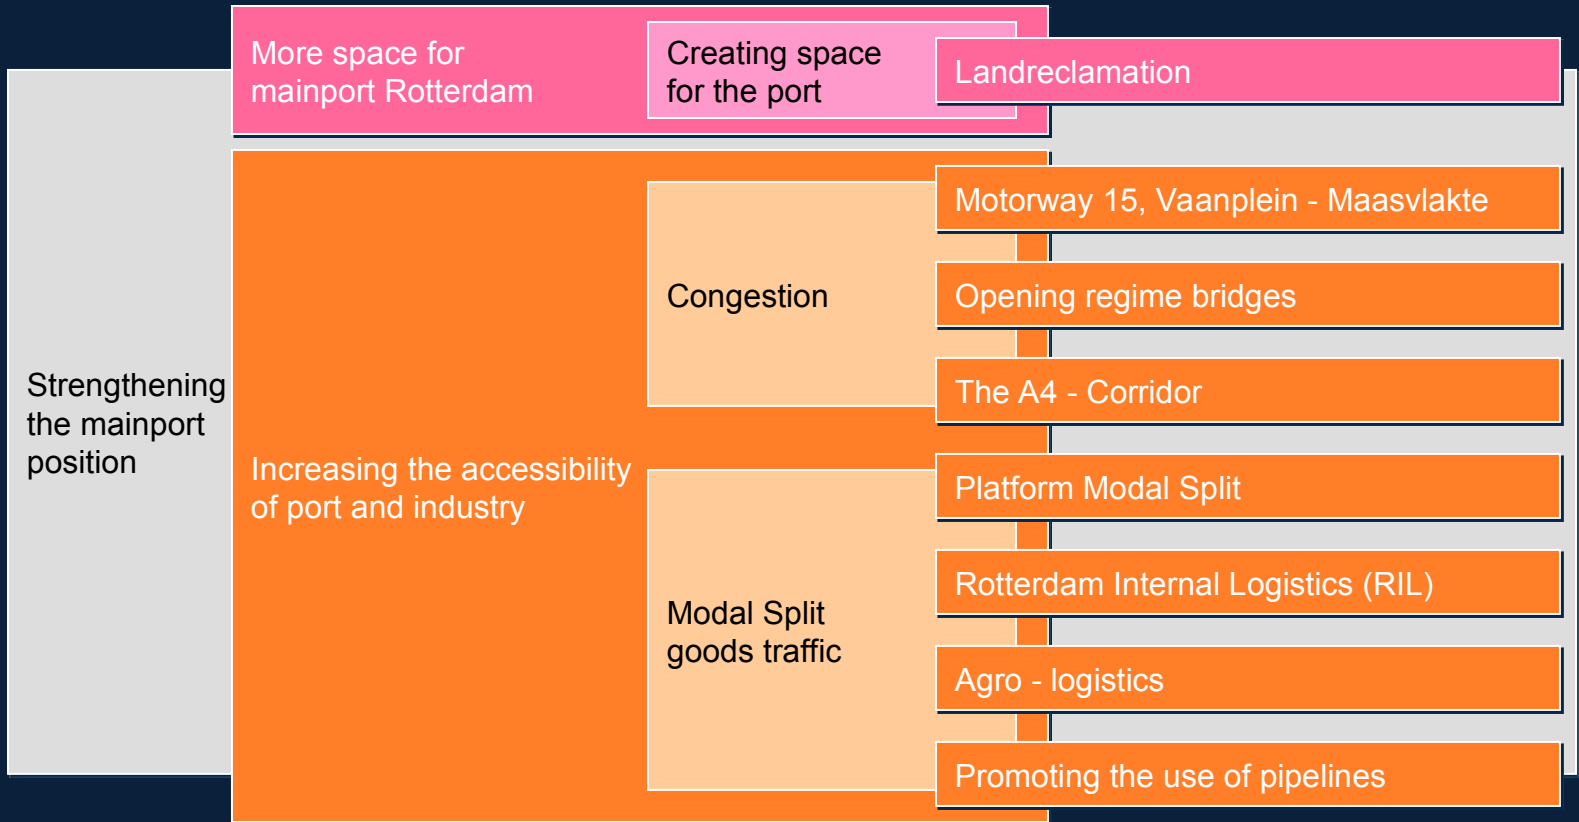 More space for
mainport Rotterdam
Creating space
for the port
Landreclamation
Strengthening
the mainport
position
Increasing the accessibility
of port and industry
Congestion
Motorway 15, Vaanplein - Maasvlakte
Opening regime bridges
The A4 - Corridor
Modal Split
goods traffic
Platform Modal Split
Rotterdam Internal Logistics (RIL)
Agro - logistics
Promoting the use of pipelines